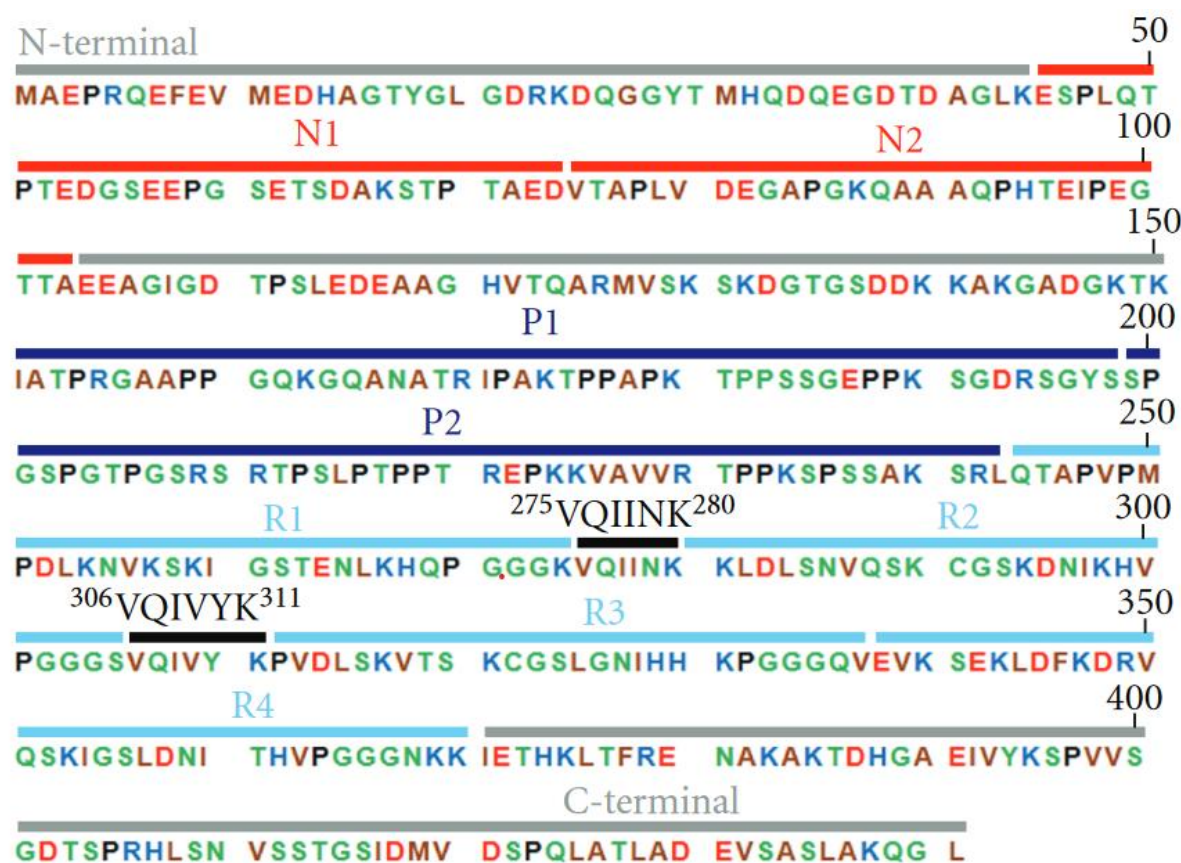 N-terminal 50
MAEPRQEFEV MEDHAGTYGL GDRKDQGGYT MHQDQEGDTD AGLKESPLQT
N1 N2 100
PTEDGSEEPG SETSDAKSTP TAEDVTAPLV DEGAPGKQAA AQPHTEIPEG
150
TTAEEAGIGD TPSLEDEAAG HVTQARMVSK SKDGTGSDDK KAKGADGKTK
P1 200
IATPRGAAPP GQKGQANATR IPAKTPPAPK TPPSSGEPPK SGDRSGYSSP
P2 250
GSPGTPGSRS RTPSLPTPPT REPKKVAVVR TPPKSPSSAK SRLQTAPVPM
R1 275VQIINK280 R2 300
PDLKNVKSKI GSTENLKHQP GGGKVQIINK KLDLSNVQSK CGSKDNIKHV
306VQIVYK311 R3 350
PGGGSVQIVY KPVDLSKVTS KCGSLGNIHH KPGGGQVEVK SEKLDFKDRV
R4 400
QSKIGSLDNI THVPGGGNKK IETHKLTFRE NAKAKTDHGA EIVYKSPVVS
C-terminal
GDTSPRHLSN VSSTGSIDMV DSPQLATLAD EVSASLAKQG L